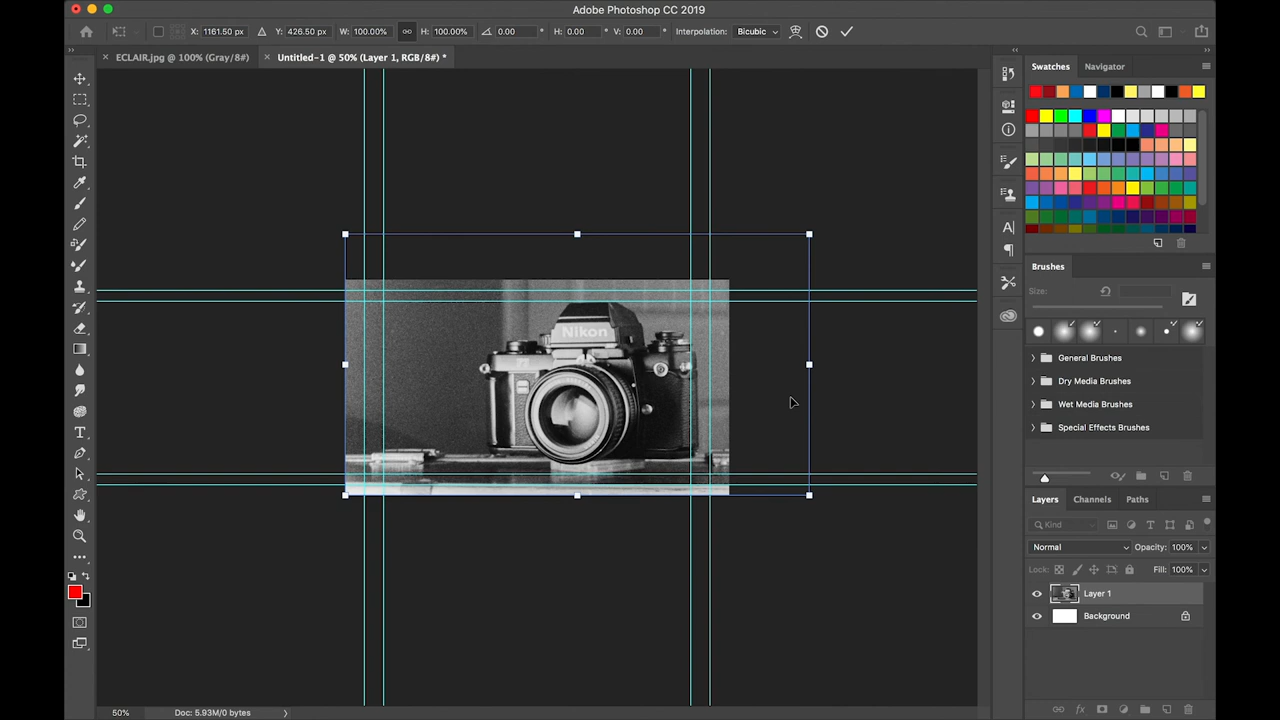 Adobe Photoshop CC 2019
X: 1161.50 px Y: 426.50 px W: 100.00% H: 100.00% 0.00 ° H: 0.00 ° V: 0.00 ° Interpolation: Bicubic
ECLAIR.jpg @ 100% (Gray/8#) Untitled-1 @ 50% (Layer 1, RGB/8#) *
Swatches Navigator
Nikon
Brushes
Size:
General Brushes
Dry Media Brushes
Wet Media Brushes
Special Effects Brushes
Layers Channels Paths
Kind
Normal Opacity: 100%
Lock: Fill: 100%
Layer 1
Background
50% Doc: 5.93M/0 bytes